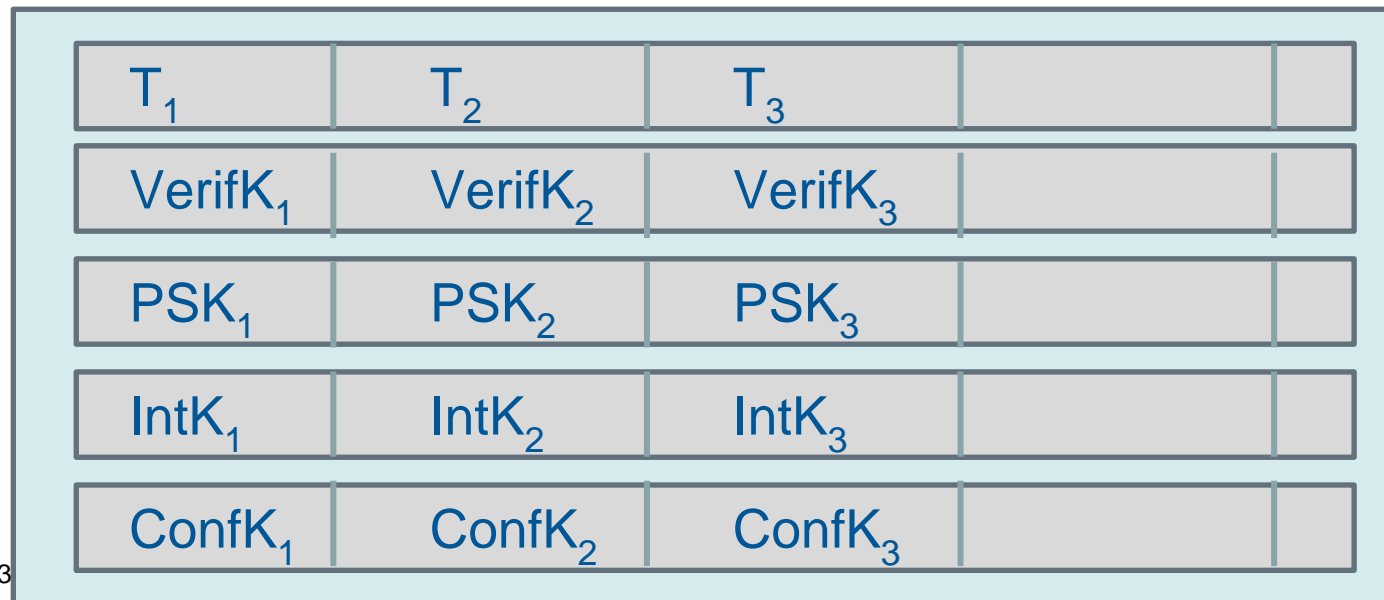 T₁ T₂ T₃
VerifK₁ VerifK₂ VerifK₃
PSK₁ PSK₂ PSK₃
IntK₁ IntK₂ IntK₃
ConfK₁ ConfK₂ ConfK₃
3